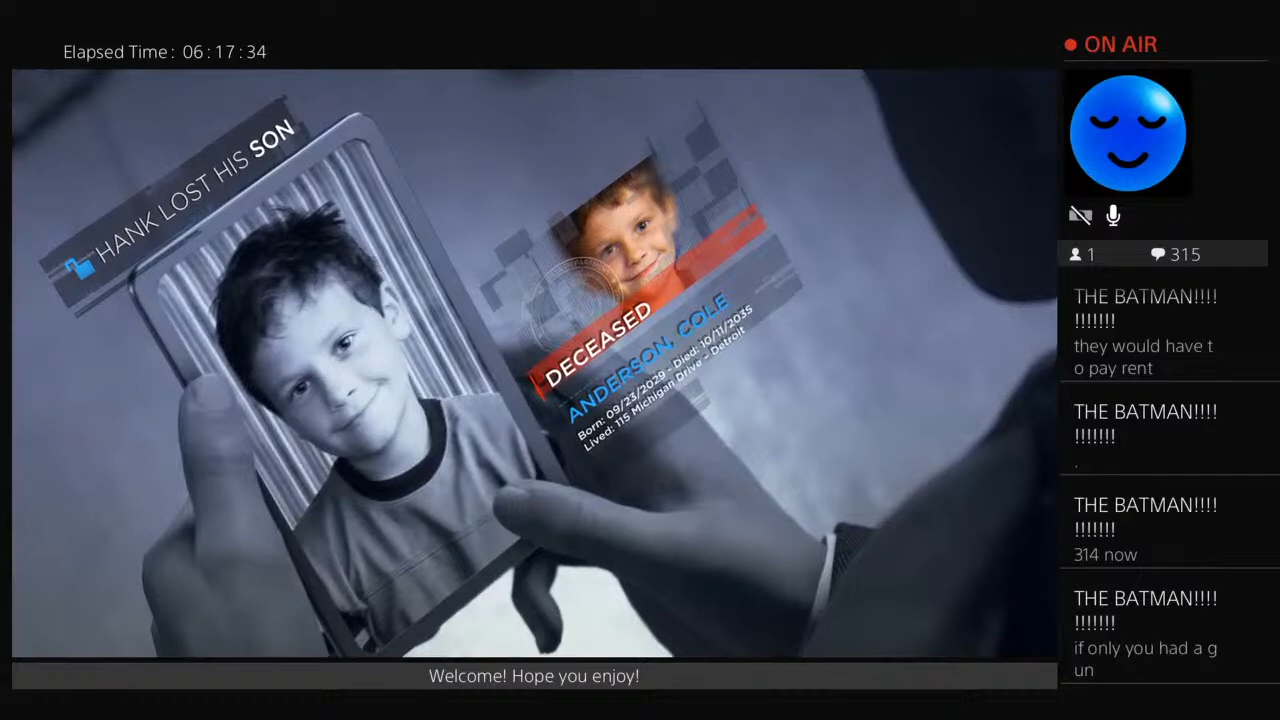 Elapsed Time: 06:17:34
ON AIR
HANK LOST HIS SON
DECEASED
ANDERSON, COLE
Born: 09/23/2029 - Died: 10/11/2035
Lived: 115 Michigan Drive - Detroit
1 315
THE BATMAN!!!!
!!!!!!!
they would have t
o pay rent
THE BATMAN!!!!
!!!!!!!
.
THE BATMAN!!!!
!!!!!!!
314 now
THE BATMAN!!!!
!!!!!!!
if only you had a g
un
Welcome! Hope you enjoy!